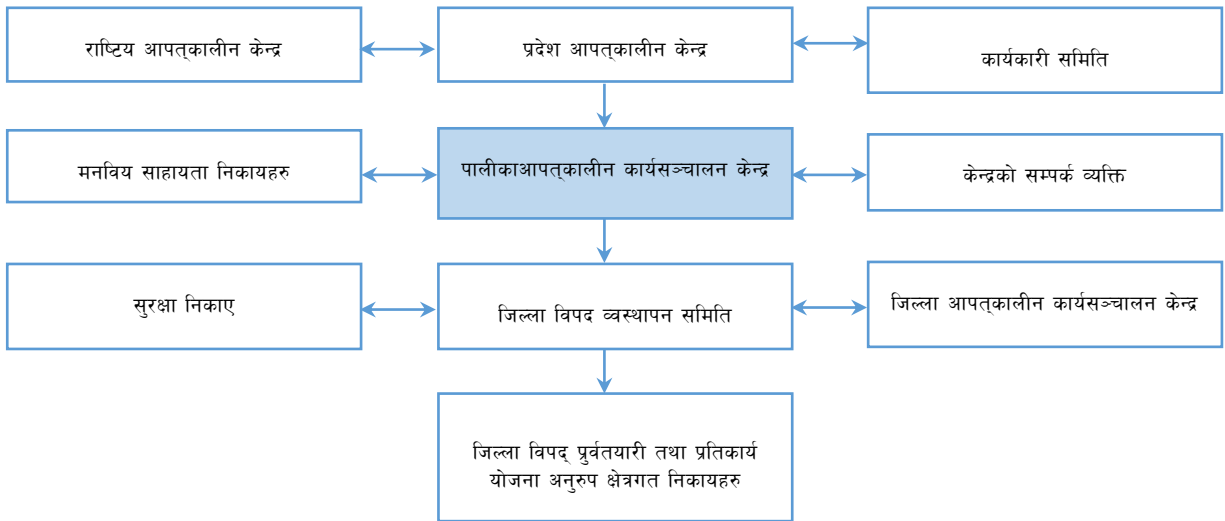 राष्टिय आपत्कालीन केन्द्र
प्रदेश आपत्कालीन केन्द्र
कार्यकारी समिति
मनविय साहायता निकायहरु
पालीकाआपत्कालीन कार्यसञ्चालन केन्द्र
केन्द्रको सम्पर्क व्यक्ति
सुरक्षा निकाए
जिल्ला विपद व्वस्थापन समिति
जिल्ला आपत्कालीन कार्यसञ्चालन केन्द्र
जिल्ला विपद् प्रुर्वतयारी तथा प्रतिकार्य
योजना अनुरुप क्षेत्रगत निकायहरु